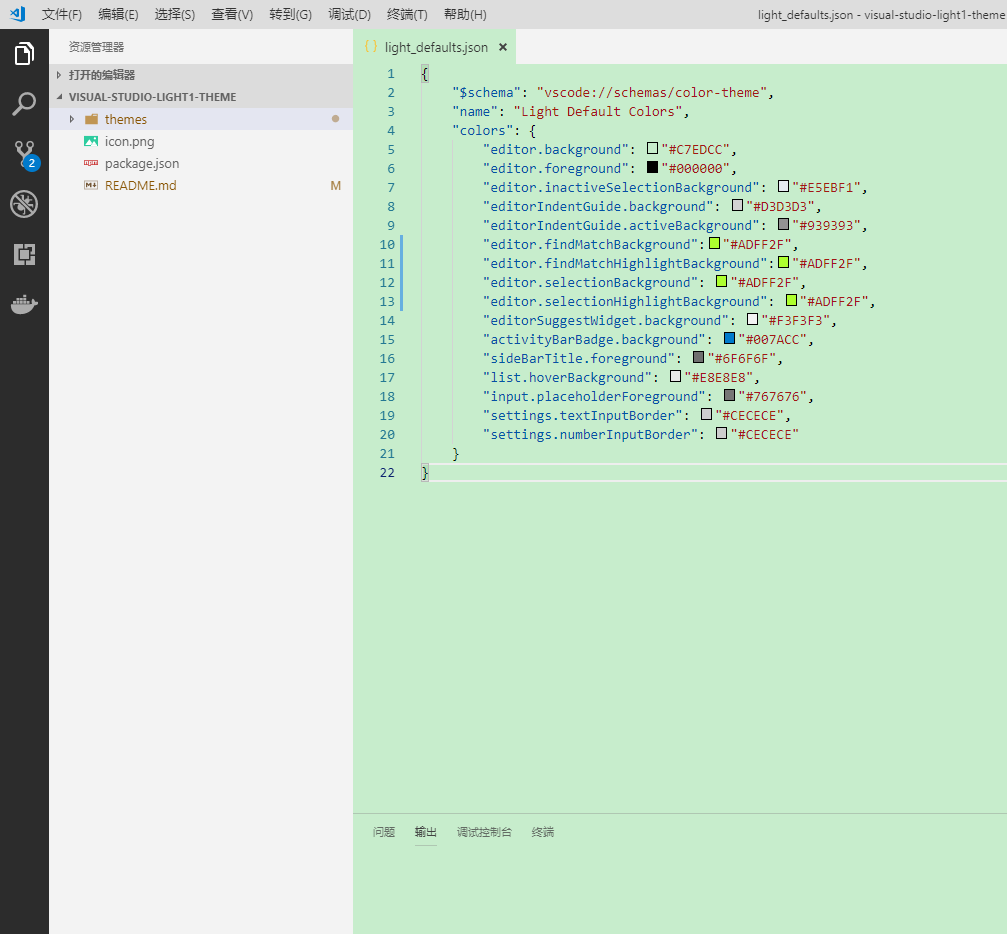 文件(F) 编辑(E) 选择(S) 查看(V) 转到(G) 调试(D) 终端(T) 帮助(H) light_defaults.json - visual-studio-light1-theme
资源管理器
打开的编辑器
VISUAL-STUDIO-LIGHT1-THEME
themes
icon.png
package.json
README.md M
2
{} light_defaults.json ×
1 {
2 "$schema": "vscode://schemas/color-theme",
3 "name": "Light Default Colors",
4 "colors": {
5 "editor.background": "#C7EDCC",
6 "editor.foreground": "#000000",
7 "editor.inactiveSelectionBackground": "#E5EBF1",
8 "editorIndentGuide.background": "#D3D3D3",
9 "editorIndentGuide.activeBackground": "#939393",
10 "editor.findMatchBackground": "#ADFF2F",
11 "editor.findMatchHighlightBackground": "#ADFF2F",
12 "editor.selectionBackground": "#ADFF2F",
13 "editor.selectionHighlightBackground": "#ADFF2F",
14 "editorSuggestWidget.background": "#F3F3F3",
15 "activityBarBadge.background": "#007ACC",
16 "sideBarTitle.foreground": "#6F6F6F",
17 "list.hoverBackground": "#E8E8E8",
18 "input.placeholderForeground": "#767676",
19 "settings.textInputBorder": "#CECECE",
20 "settings.numberInputBorder": "#CECECE"
21 }
22 }
问题 输出 调试控制台 终端